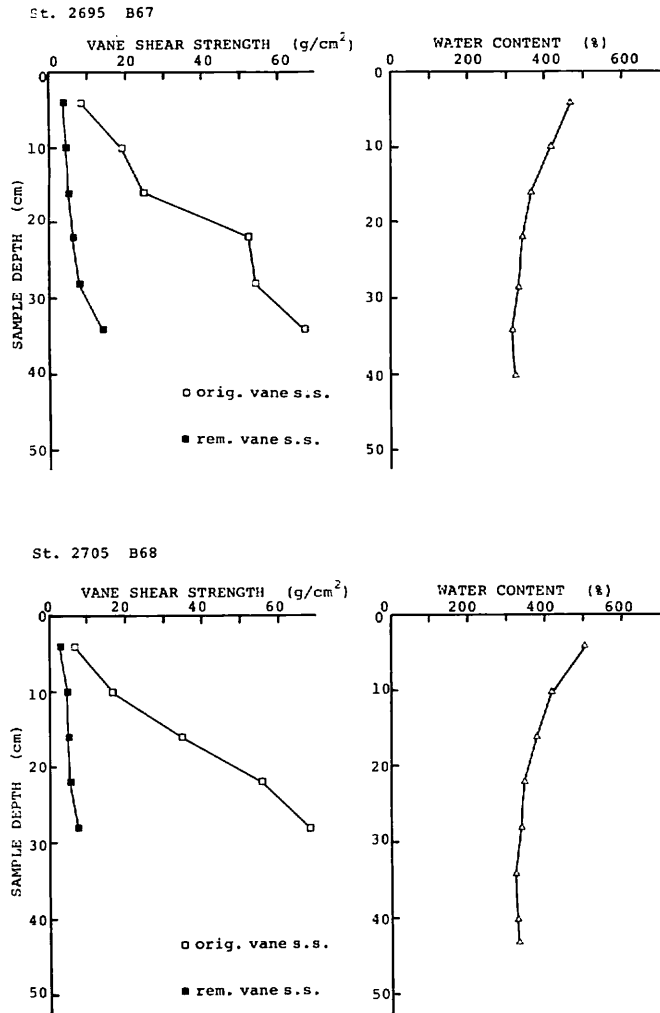 St. 2695 B67
VANE SHEAR STRENGTH (g/cm²)
0 20 40 60
0
10
20
30
40
50
SAMPLE DEPTH (cm)
□ orig. vane s.s.
■ rem. vane s.s.
WATER CONTENT (%)
0 200 400 600
0
10
20
30
40
50
St. 2705 B68
VANE SHEAR STRENGTH (g/cm²)
0 20 40 60
0
10
20
30
40
50
SAMPLE DEPTH (cm)
□ orig. vane s.s.
■ rem. vane s.s.
WATER CONTENT (%)
0 200 400 600
0
10
20
30
40
50